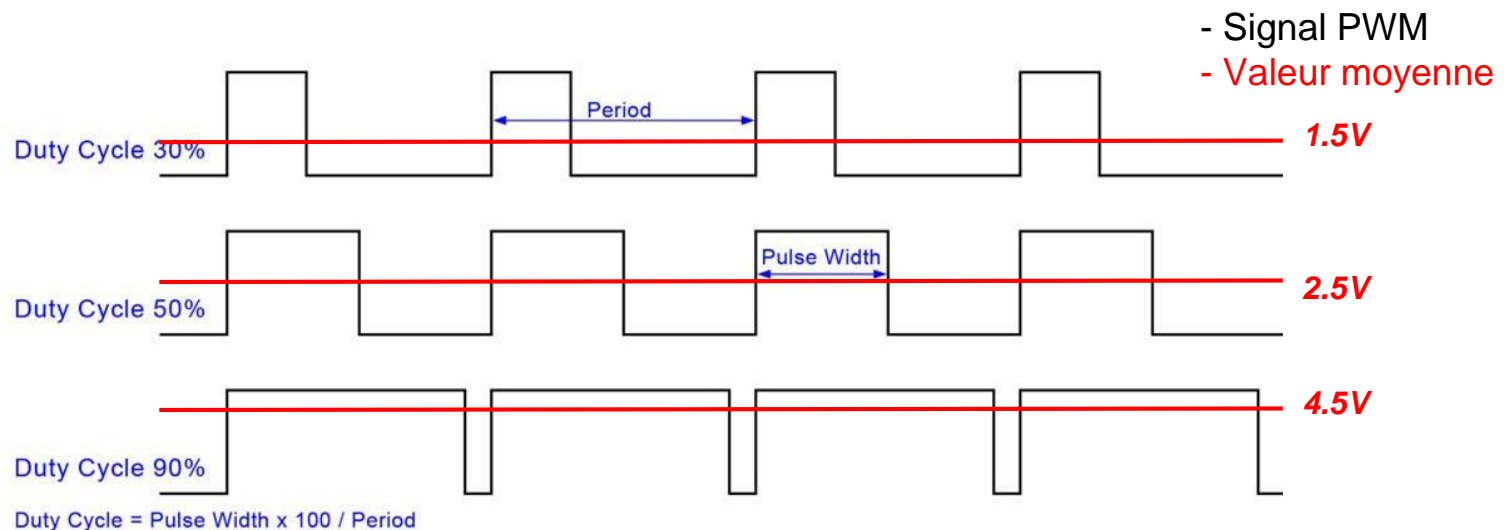 - Signal PWM
- Valeur moyenne
Period
Duty Cycle 30%
1.5V
Pulse Width
Duty Cycle 50%
2.5V
4.5V
Duty Cycle 90%
Duty Cycle = Pulse Width x 100 / Period